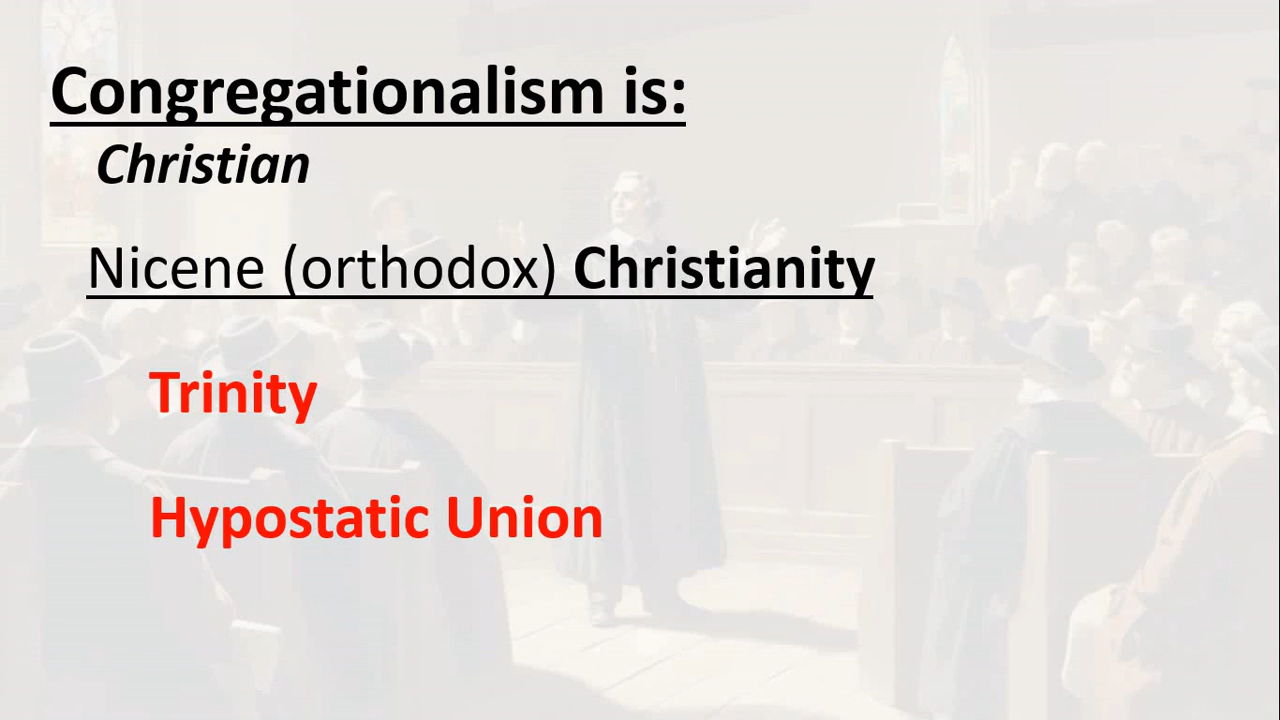 Congregationalism is:
Christian
Nicene (orthodox) Christianity
Trinity
Hypostatic Union